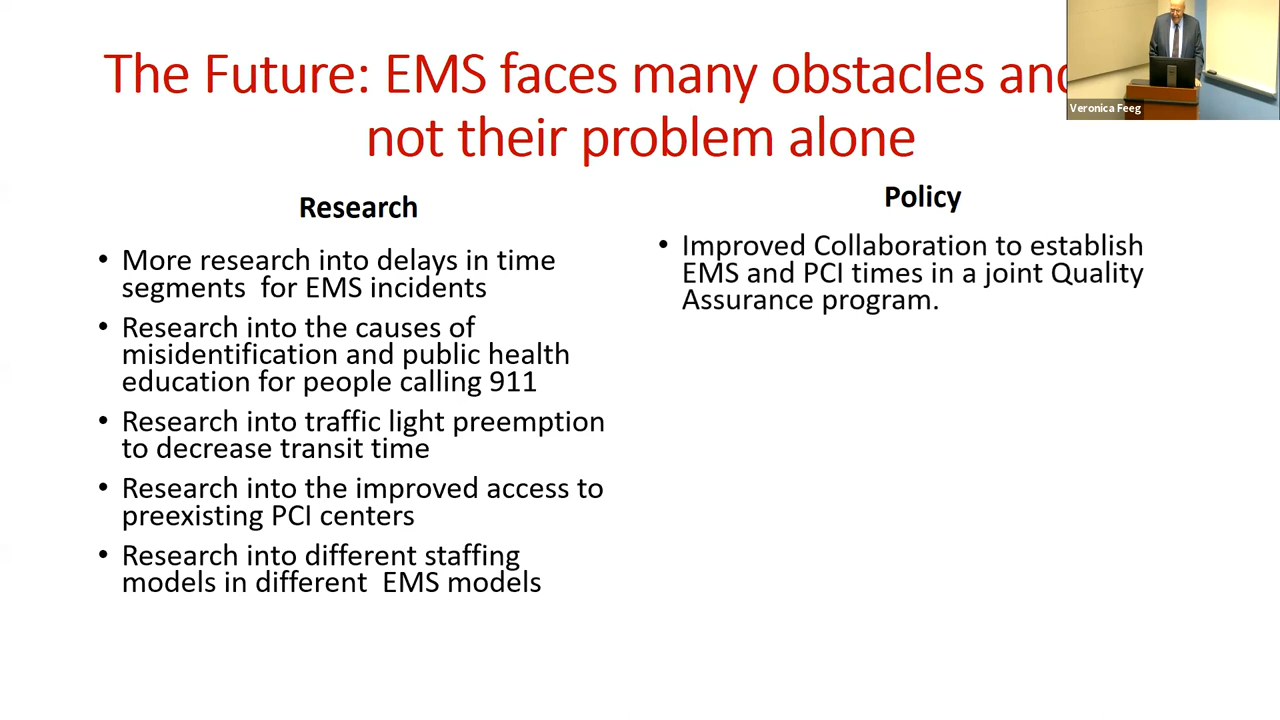 The Future: EMS faces many obstacles
not their problem alone
Veronica Feeg
Research
• More research into delays in time
segments for EMS incidents
• Research into the causes of
misidentification and public health
education for people calling 911
• Research into traffic light preemption
to decrease transit time
• Research into the improved access to
preexisting PCI centers
• Research into different staffing
models in different EMS models
Policy
• Improved Collaboration to establish
EMS and PCI times in a joint Quality
Assurance program.